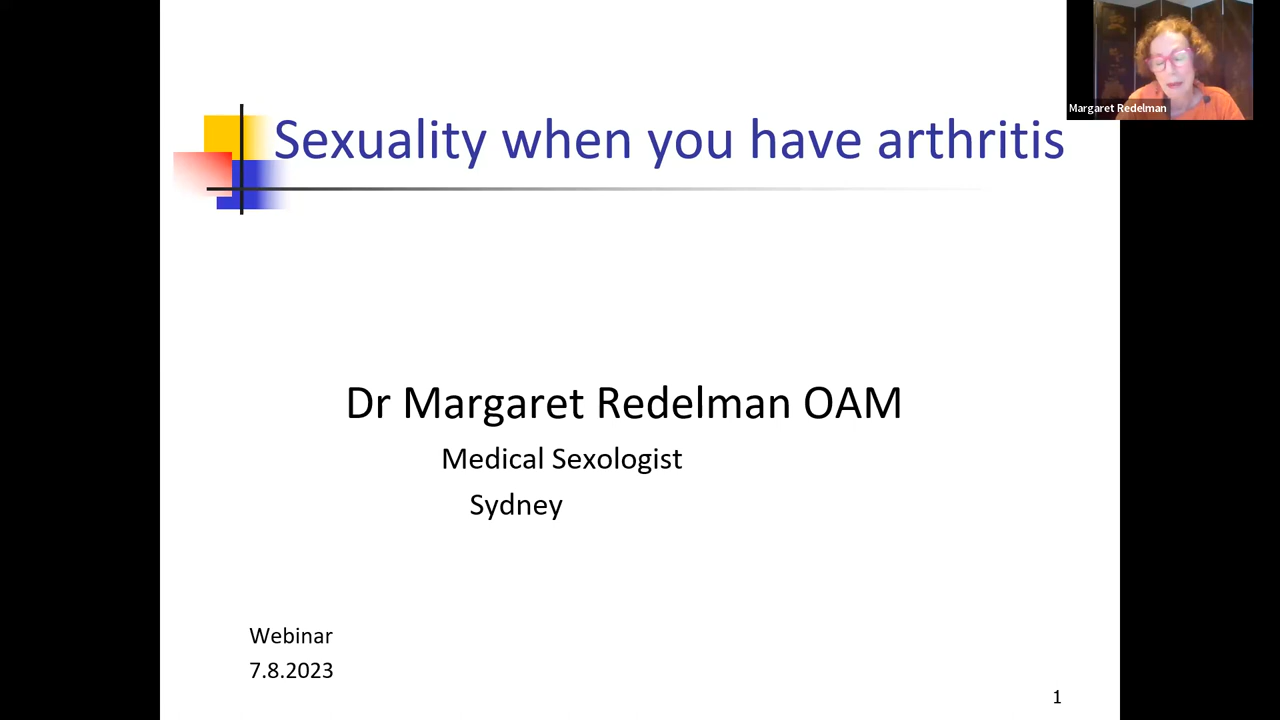 Sexuality when you have arthritis
Margaret Redelman
Dr Margaret Redelman OAM
Medical Sexologist
Sydney
Webinar
7.8.2023
1